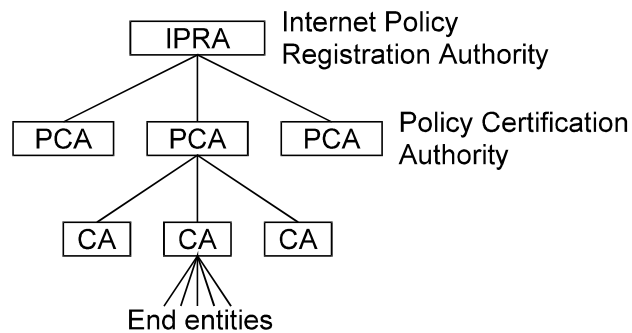 IPRA
Internet Policy
Registration Authority
PCA
PCA
PCA
Policy Certification
Authority
CA
CA
CA
End entities